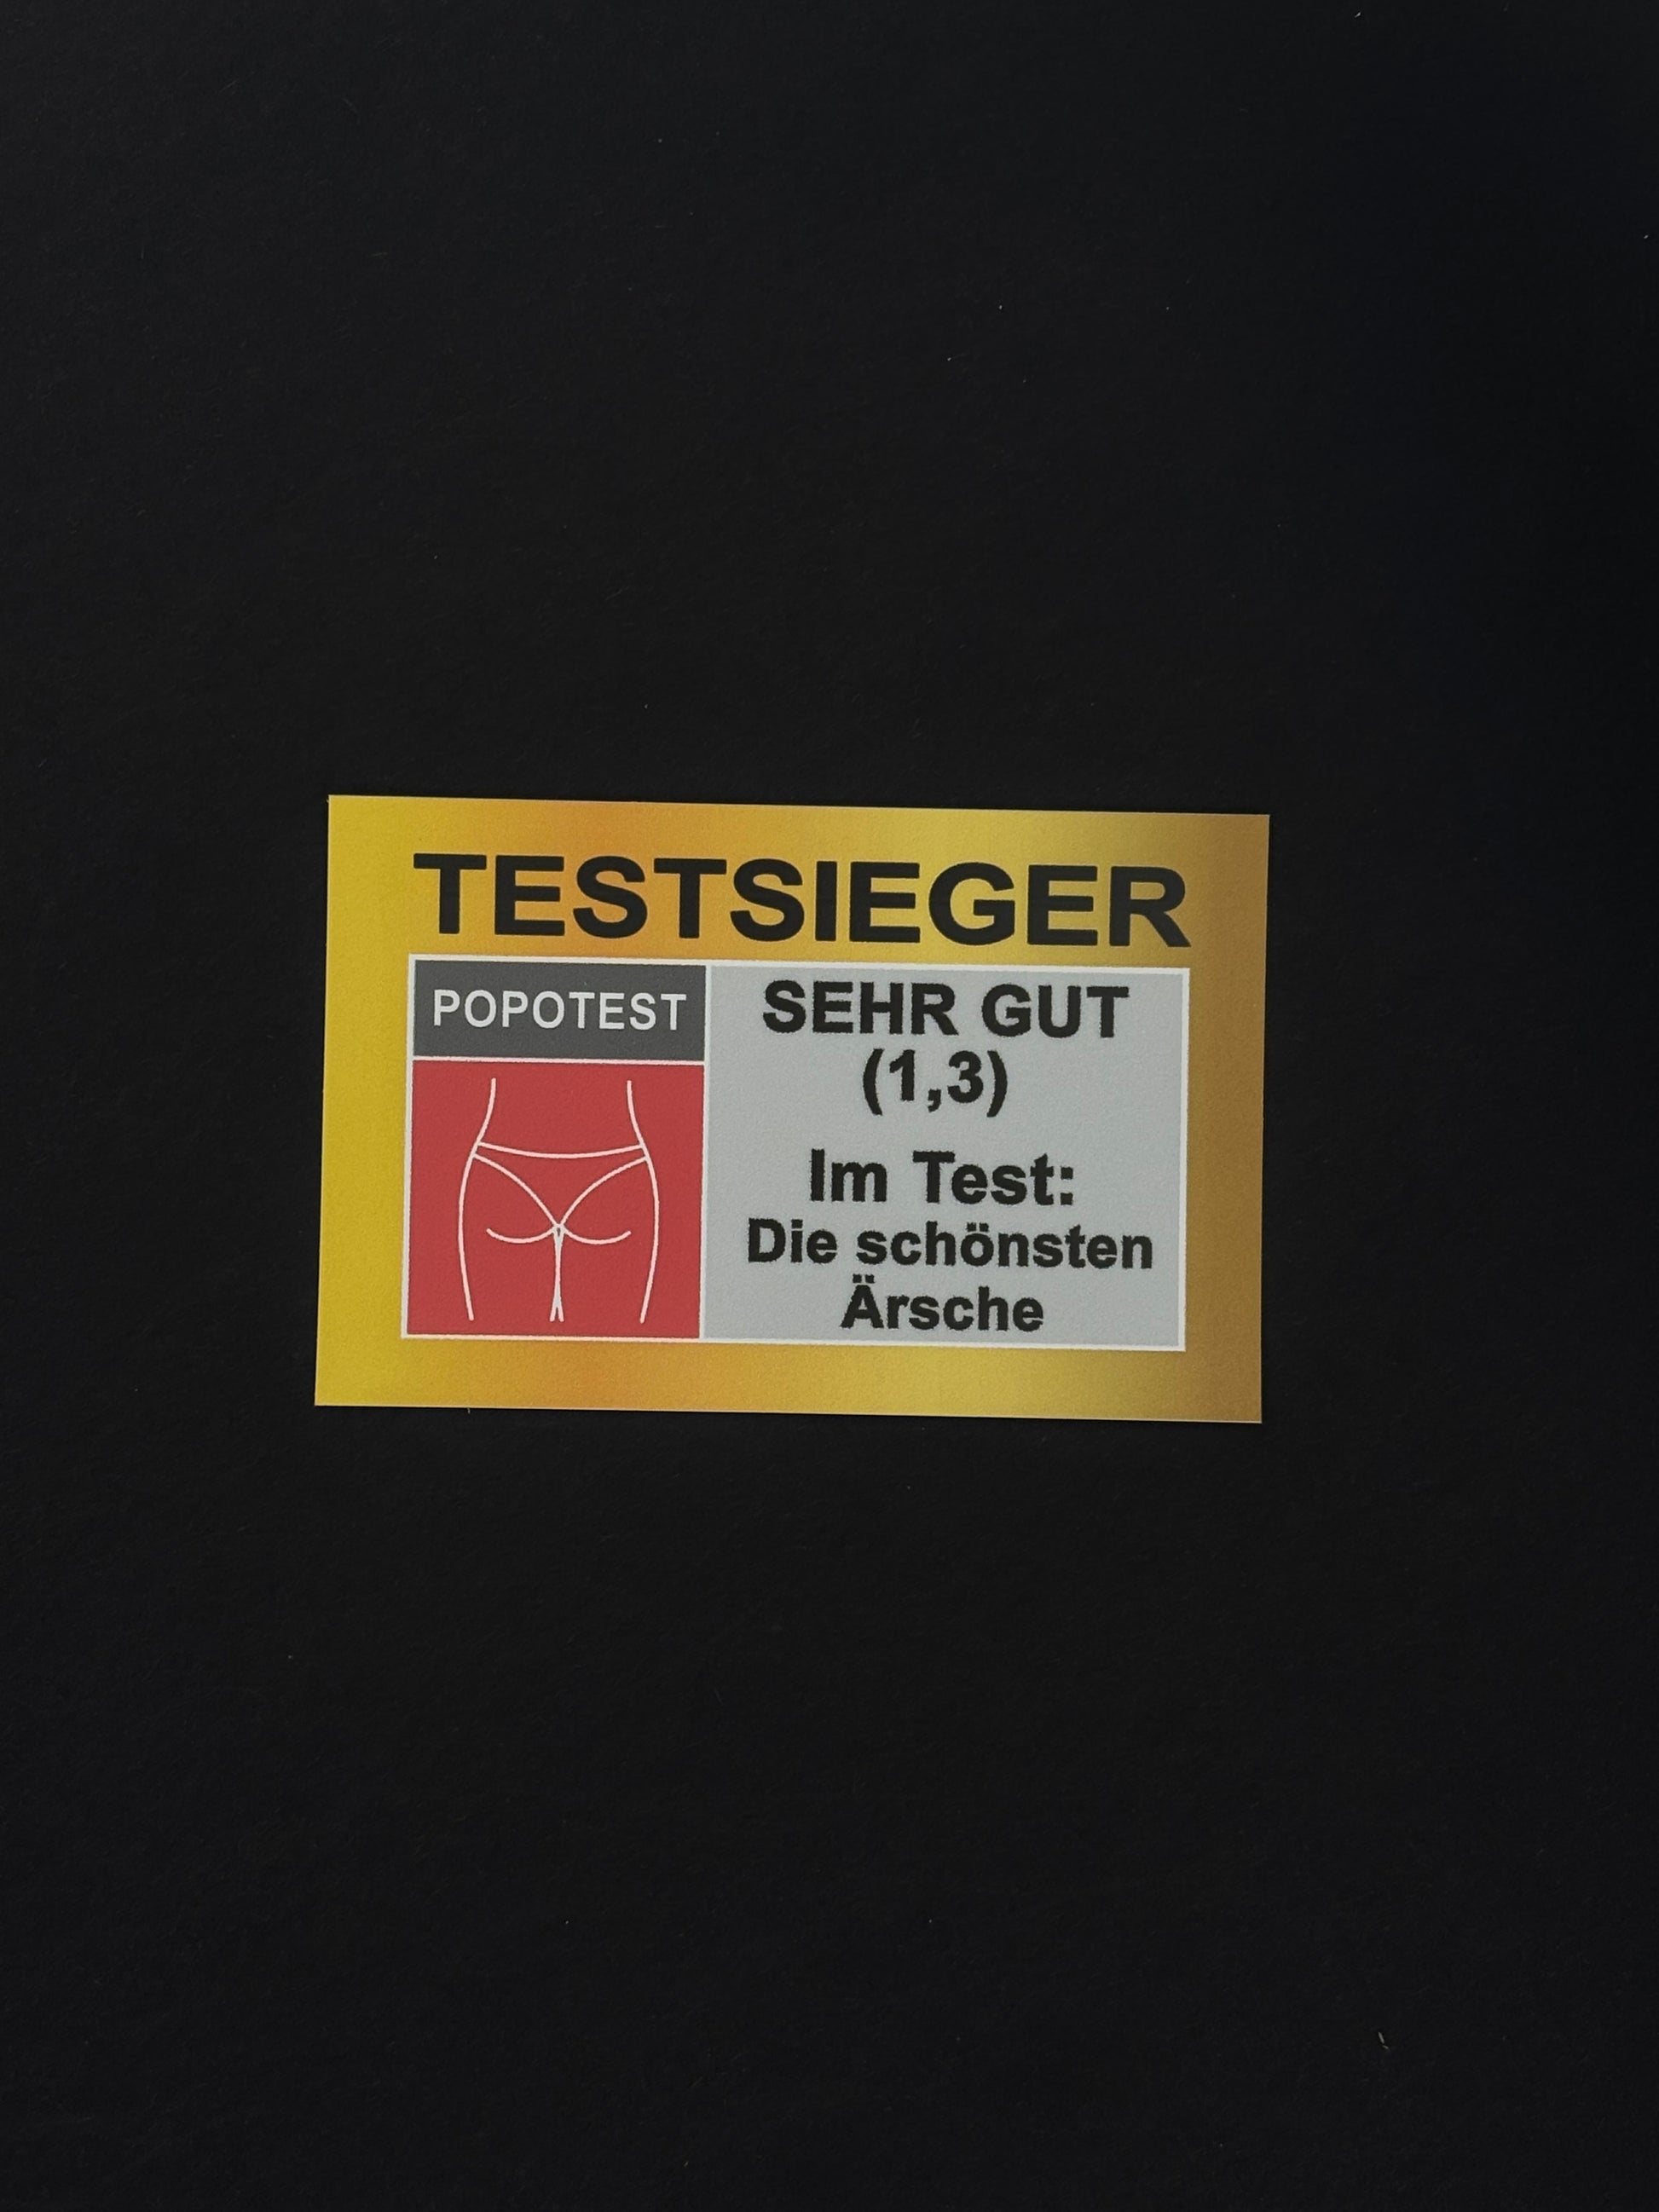 TESTSIEGER
POPOTEST
SEHR GUT
(1,3)
Im Test:
Die schönsten
Ärsche